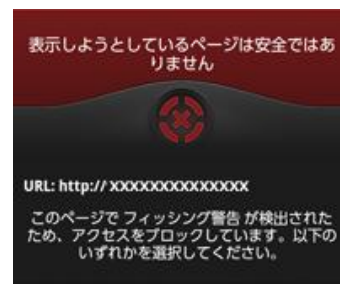 表示しようとしているページは安全ではあ
りません
URL: http:// XXXXXXXXXXXXXX
このページで フィッシング警告 が検出された
ため、アクセスをブロックしています。以下の
いずれかを選択してください。